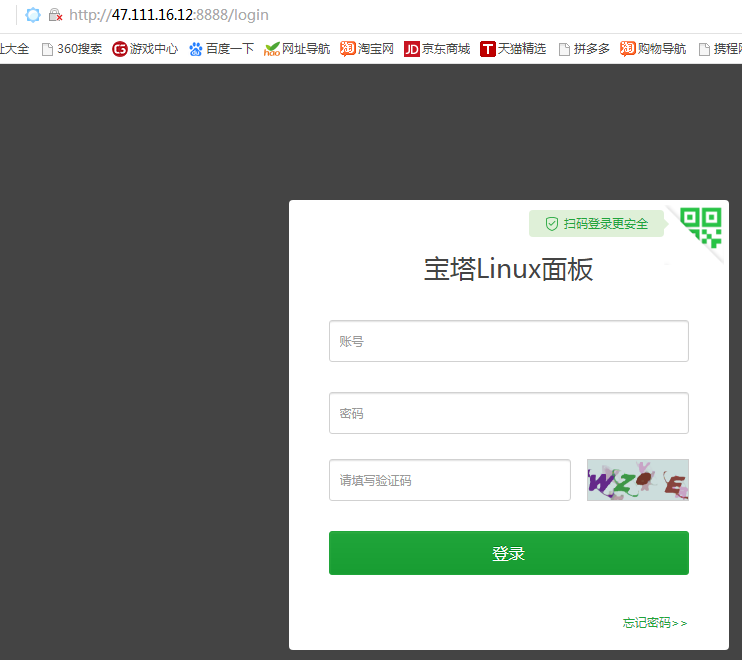 http://47.111.16.12:8888/login
址大全 360搜索 G 游戏中心 百度一下 hao 网址导航 淘 淘宝网 JD 京东商城 T 天猫精选 拼多多 淘 购物导航 携程
扫码登录更安全
宝塔Linux面板
账号
密码
请填写验证码
登录
忘记密码>>